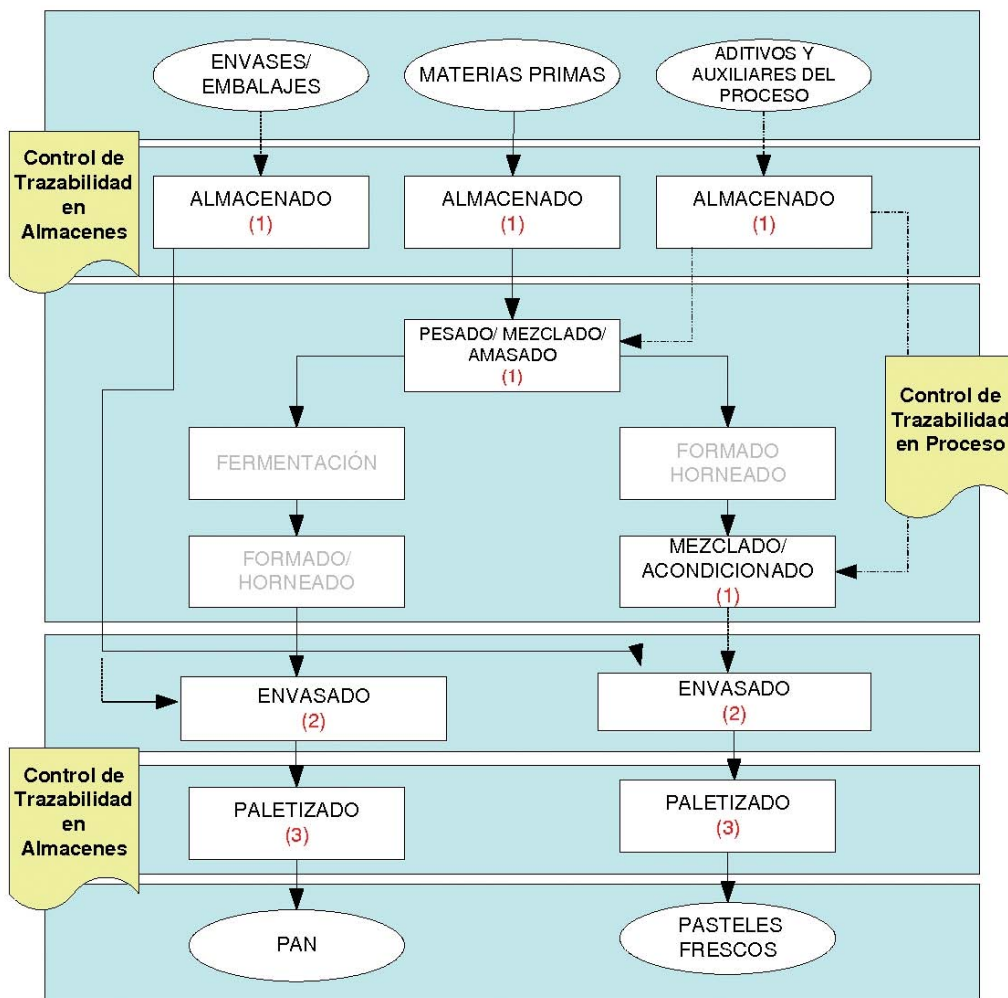 ENVASES/
EMBALAJES
MATERIAS PRIMAS
ADITIVOS Y
AUXILIARES DEL
PROCESO
Control de
Trazabilidad
en
Almacenes
ALMACENADO
(1)
ALMACENADO
(1)
ALMACENADO
(1)
PESADO/ MEZCLADO/
AMASADO
(1)
Control de
Trazabilidad
en Proceso
FERMENTACIÓN
FORMADO
HORNEADO
FORMADO/
HORNEADO
MEZCLADO/
ACONDICIONADO
(1)
ENVASADO
(2)
ENVASADO
(2)
Control de
Trazabilidad
en
Almacenes
PALETIZADO
(3)
PALETIZADO
(3)
PAN
PASTELES
FRESCOS